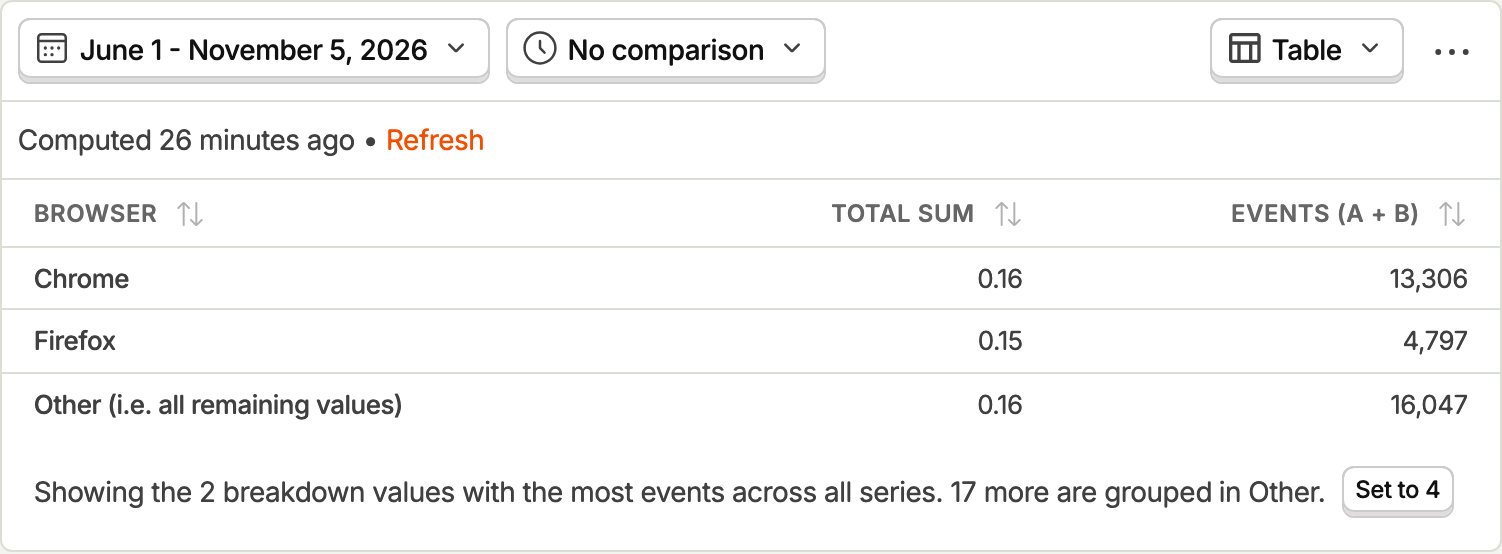 June 1 - November 5, 2026 No comparison Table
Computed 26 minutes ago • Refresh
BROWSER TOTAL SUM EVENTS (A + B)
Chrome 0.16 13,306
Firefox 0.15 4,797
Other (i.e. all remaining values) 0.16 16,047
Showing the 2 breakdown values with the most events across all series. 17 more are grouped in Other. Set to 4